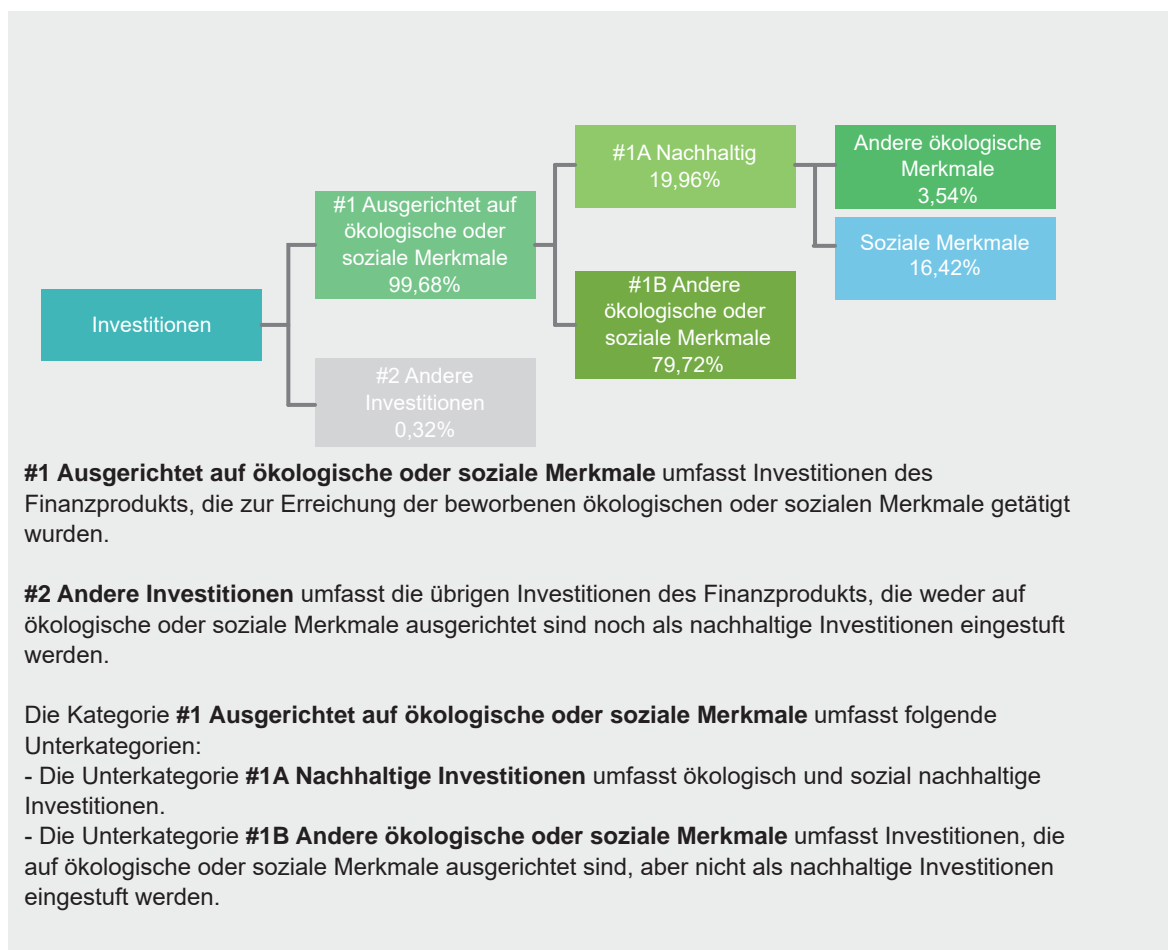 Investitionen
#1 Ausgerichtet auf
ökologische oder
soziale Merkmale
99,68%
#2 Andere
Investitionen
0,32%
#1A Nachhaltig
19,96%
#1B Andere
ökologische oder
soziale Merkmale
79,72%
Andere ökologische
Merkmale
3,54%
Soziale Merkmale
16,42%
#1 Ausgerichtet auf ökologische oder soziale Merkmale umfasst Investitionen des
Finanzprodukts, die zur Erreichung der beworbenen ökologischen oder sozialen Merkmale getätigt
wurden.
#2 Andere Investitionen umfasst die übrigen Investitionen des Finanzprodukts, die weder auf
ökologische oder soziale Merkmale ausgerichtet sind noch als nachhaltige Investitionen eingestuft
werden.
Die Kategorie #1 Ausgerichtet auf ökologische oder soziale Merkmale umfasst folgende
Unterkategorien:
- Die Unterkategorie #1A Nachhaltige Investitionen umfasst ökologisch und sozial nachhaltige
Investitionen.
- Die Unterkategorie #1B Andere ökologische oder soziale Merkmale umfasst Investitionen, die
auf ökologische oder soziale Merkmale ausgerichtet sind, aber nicht als nachhaltige Investitionen
eingestuft werden.